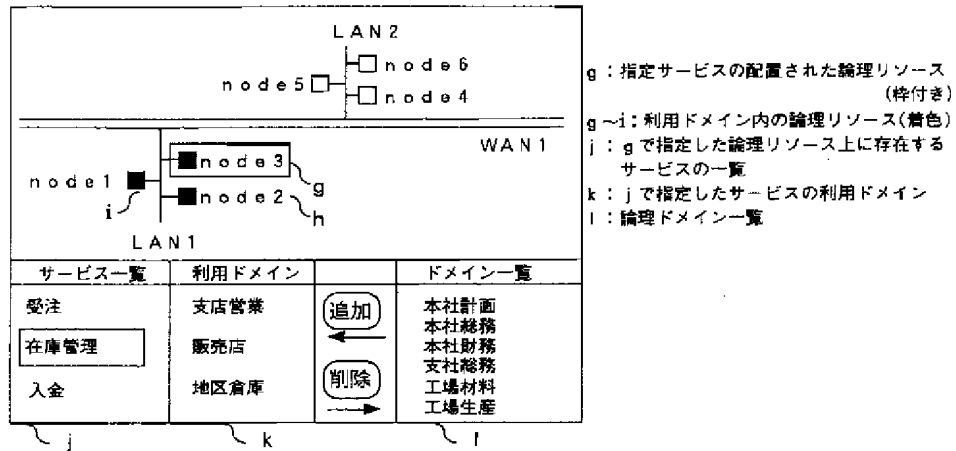 LAN2
node6
node5
node4
WAN1
node3
node1
node2
g
i
h
LAN1
g：指定サービスの配置された論理リソース
(枠付き)
g～i：利用ドメイン内の論理リソース(着色)
j：gで指定した論理リソース上に存在する
サービスの一覧
k：jで指定したサービスの利用ドメイン
l：論理ドメイン一覧
サービス一覧 利用ドメイン ドメイン一覧
受注 支店営業 追加 本社計画
本社総務
在庫管理 販売店 本社財務
支社総務
入金 地区倉庫 削除 工場材料
工場生産
j k l